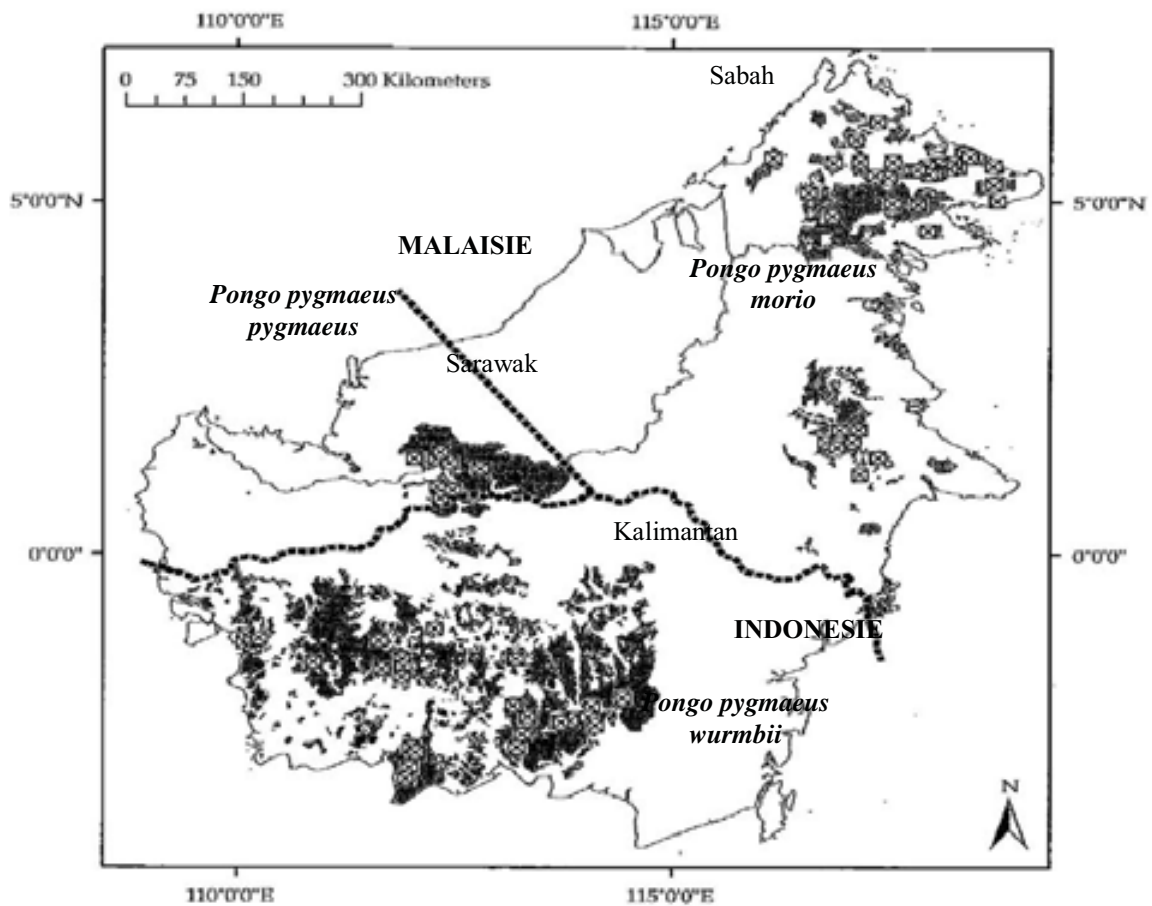 110°0'0"E 115°0'0"E
0 75 150 300 Kilometers
Sabah
5°0'0"N 5°0'0"N
MALAISIE
Pongo pygmaeus
morio
Pongo pygmaeus
pygmaeus
Sarawak
Kalimantan
0°0'0" 0°0'0"
INDONESIE
Pongo pygmaeus
wurmbii
N
110°0'0"E 115°0'0"E